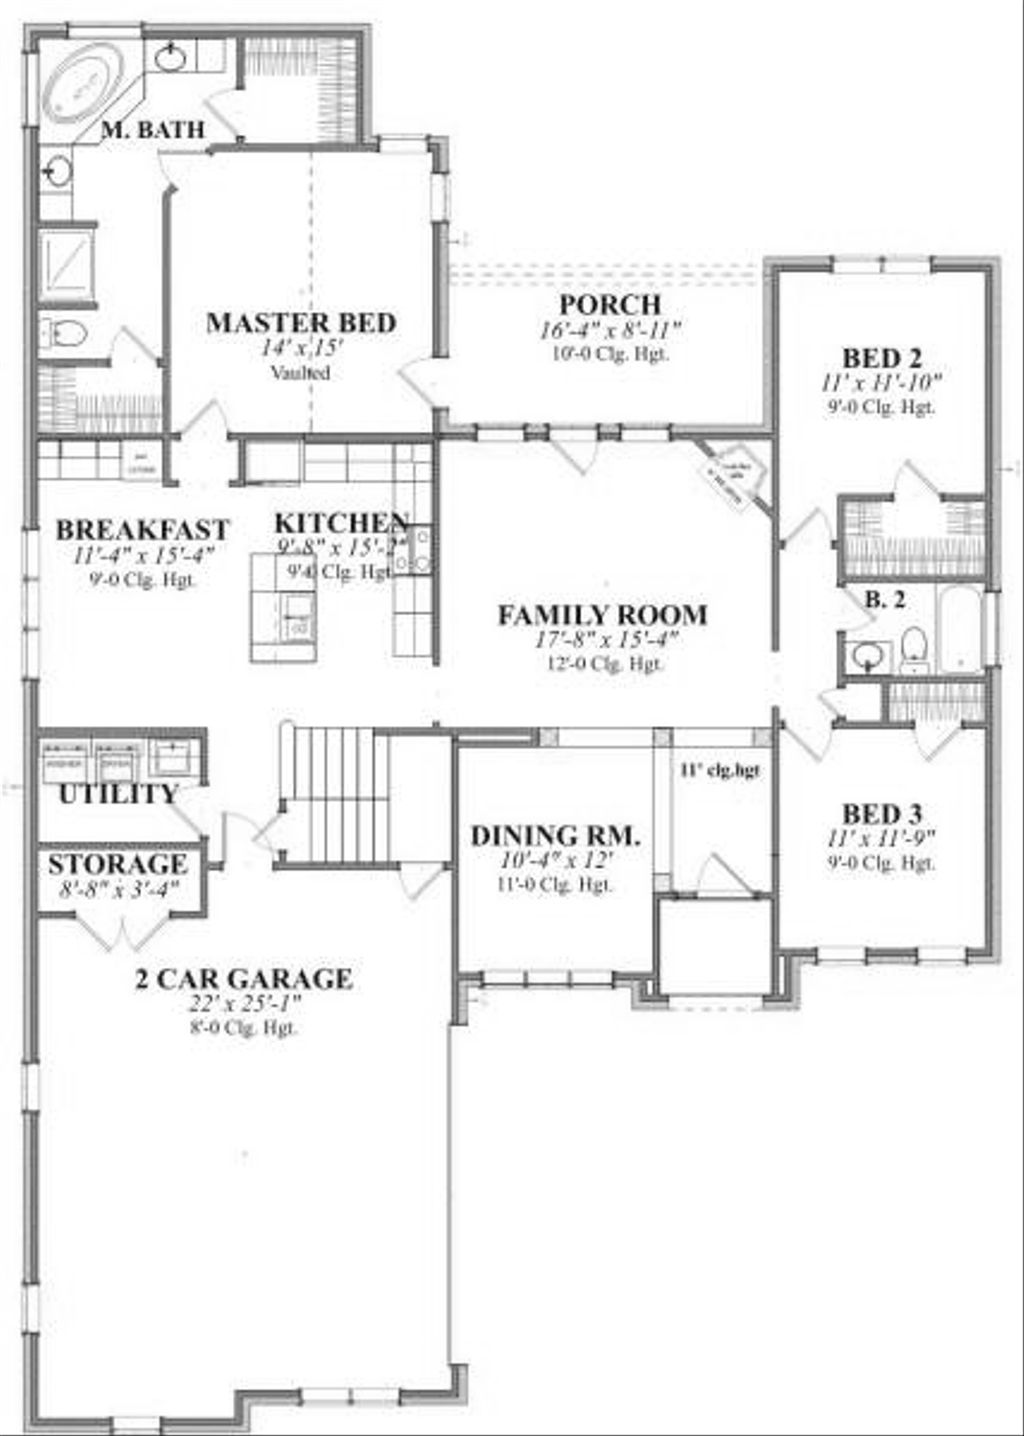 M. BATH
MASTER BED
14' x 15'
Vaulted
PORCH
16'-4" x 8'-11"
10'-0 Clg. Hgt.
BED 2
11' x 11'-10"
9'-0 Clg. Hgt.
BREAKFAST
11'-4" x 15'-4"
9'-0 Clg. Hgt.
KITCHEN
9'-8" x 15'-2"
9'-0 Clg. Hgt.
FAMILY ROOM
17'-8" x 15'-4"
12'-0 Clg. Hgt.
B. 2
WASHER
DRYER
UTILITY
11' clg.hgt
STORAGE
8'-8" x 3'-4"
DINING RM.
10'-4" x 12'
11'-0 Clg. Hgt.
BED 3
11' x 11'-9"
9'-0 Clg. Hgt.
2 CAR GARAGE
22' x 25'-1"
8'-0 Clg. Hgt.